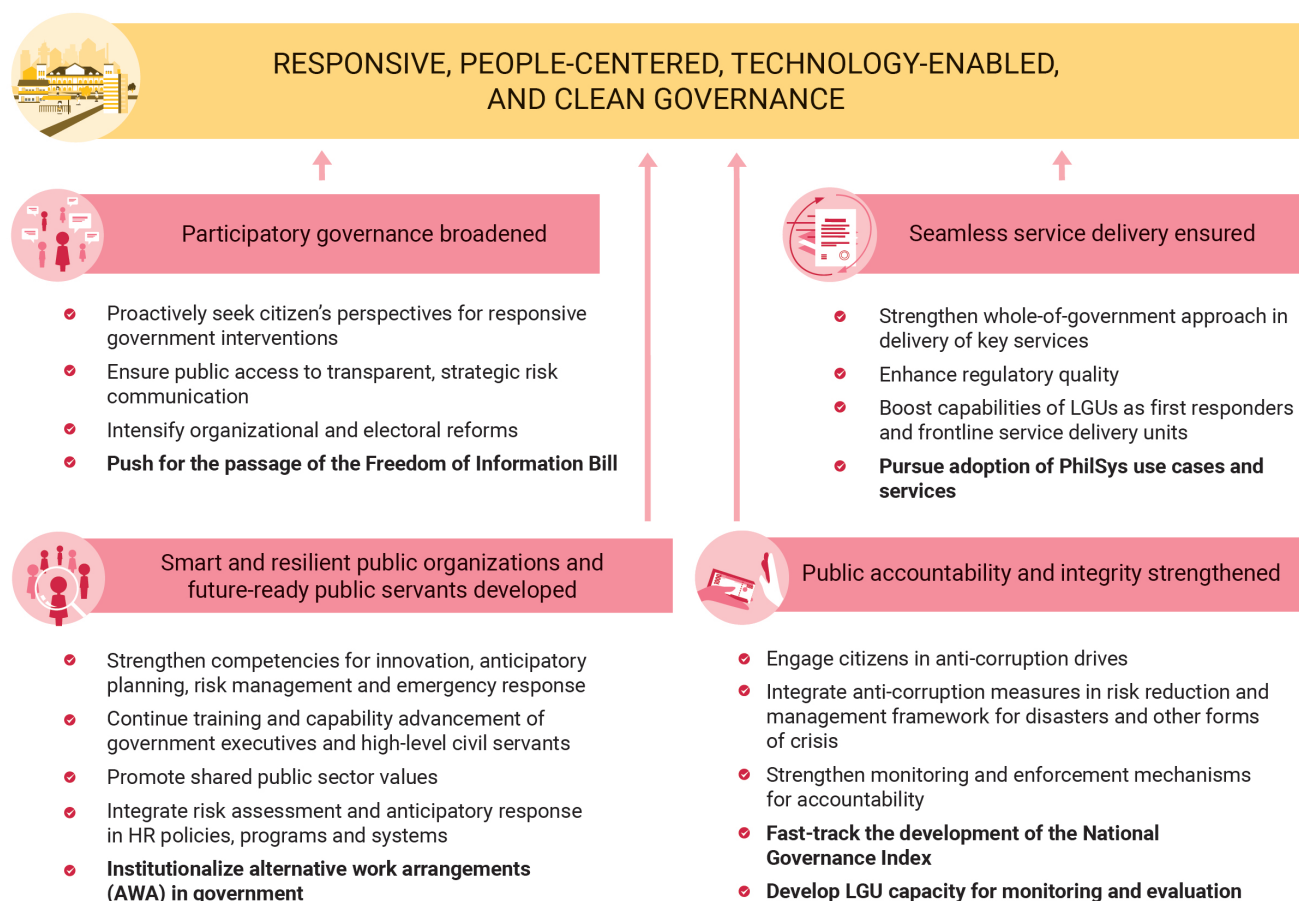 RESPONSIVE, PEOPLE-CENTERED, TECHNOLOGY-ENABLED,
AND CLEAN GOVERNANCE
Participatory governance broadened
Proactively seek citizen’s perspectives for responsive
government interventions
Ensure public access to transparent, strategic risk
communication
Intensify organizational and electoral reforms
Push for the passage of the Freedom of Information Bill
Seamless service delivery ensured
Strengthen whole-of-government approach in
delivery of key services
Enhance regulatory quality
Boost capabilities of LGUs as first responders
and frontline service delivery units
Pursue adoption of PhilSys use cases and
services
Smart and resilient public organizations and
future-ready public servants developed
Strengthen competencies for innovation, anticipatory
planning, risk management and emergency response
Continue training and capability advancement of
government executives and high-level civil servants
Promote shared public sector values
Integrate risk assessment and anticipatory response
in HR policies, programs and systems
Institutionalize alternative work arrangements
(AWA) in government
Public accountability and integrity strengthened
Engage citizens in anti-corruption drives
Integrate anti-corruption measures in risk reduction and
management framework for disasters and other forms
of crisis
Strengthen monitoring and enforcement mechanisms
for accountability
Fast-track the development of the National
Governance Index
Develop LGU capacity for monitoring and evaluation